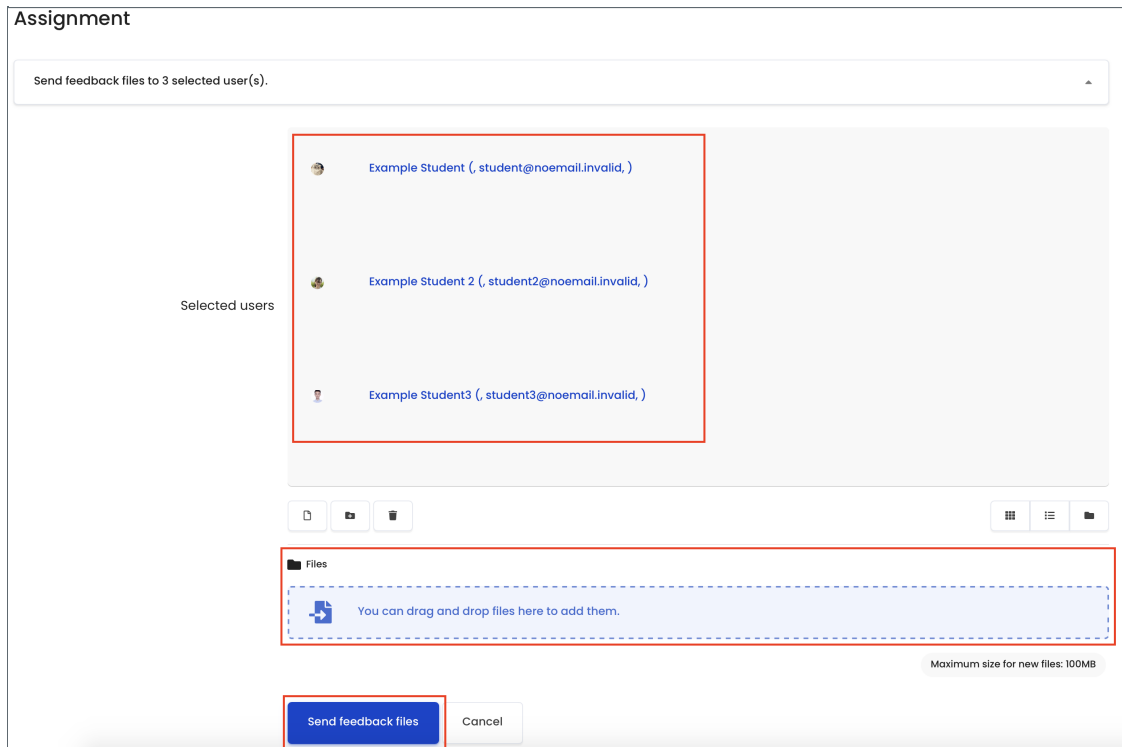 Assignment
Send feedback files to 3 selected user(s).
Example Student (, student@noemail.invalid, )
Example Student 2 (, student2@noemail.invalid, )
Selected users
Example Student3 (, student3@noemail.invalid, )
Files
You can drag and drop files here to add them.
Maximum size for new files: 100MB
Send feedback files
Cancel